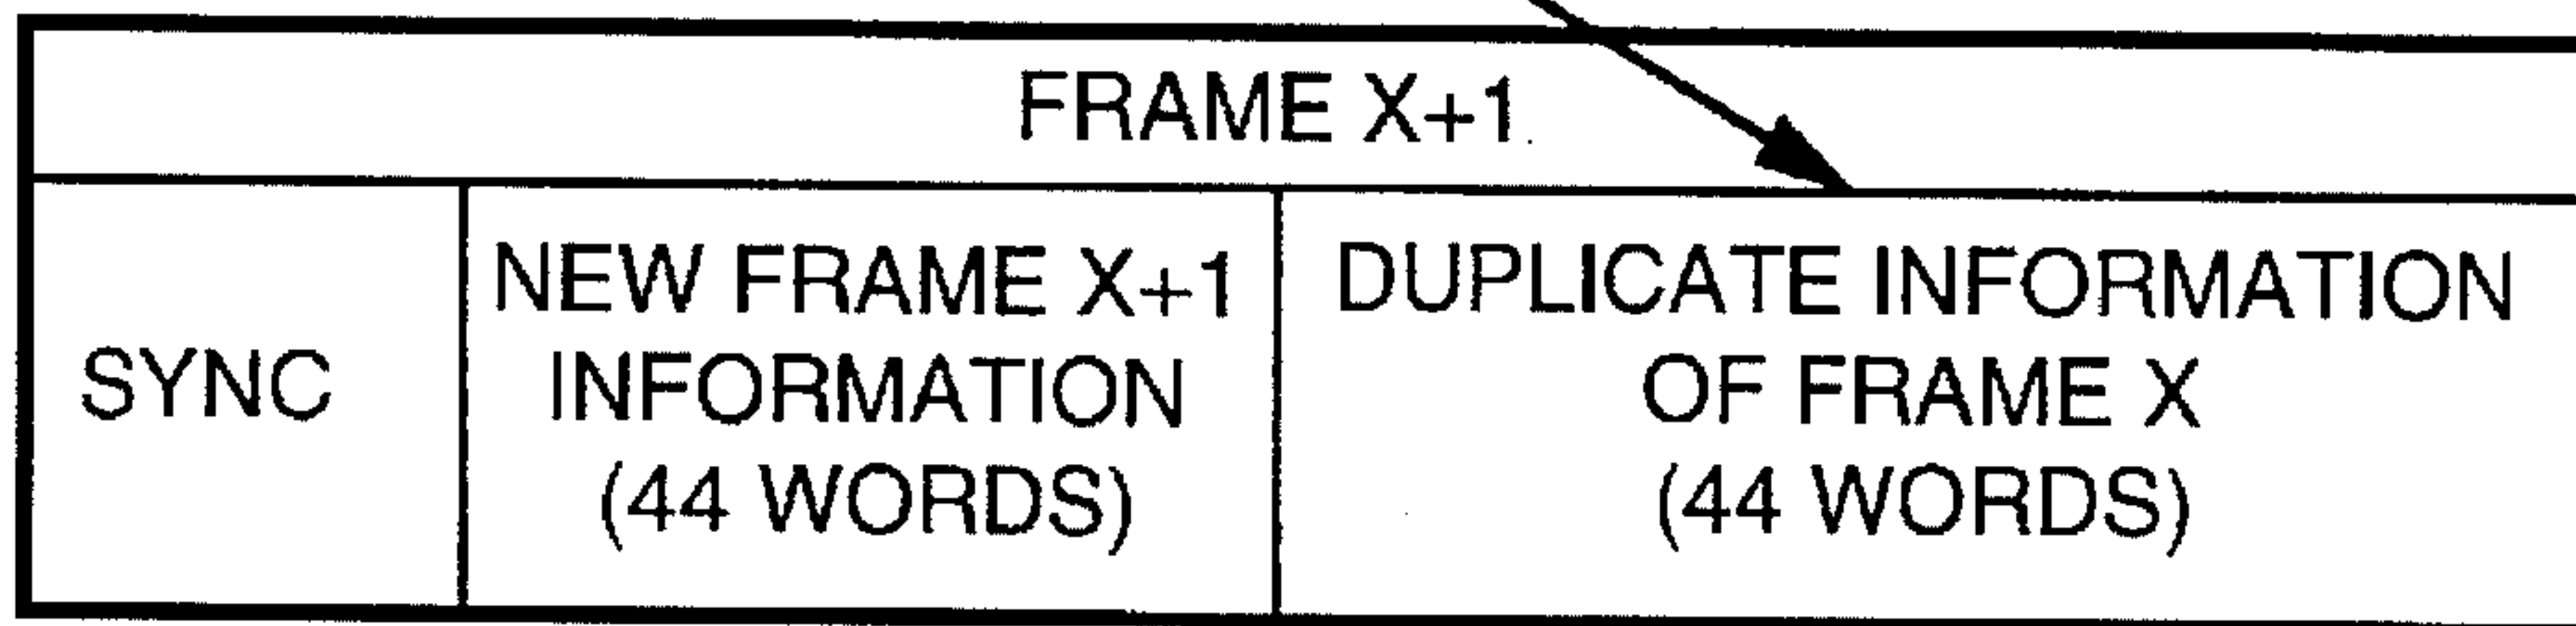 FRAME X+1
SYNC
NEW FRAME X+1
INFORMATION
(44 WORDS)
DUPLICATE INFORMATION
OF FRAME X
(44 WORDS)